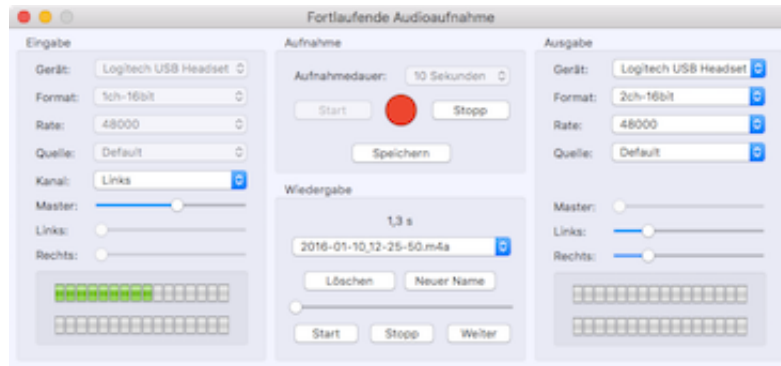 Fortlaufende Audioaufnahme
Eingabe
Gerät: Logitech USB Headset
Format: 1ch-16bit
Rate: 48000
Quelle: Default
Kanal: Links
Master:
Links:
Rechts:
Aufnahme
Aufnahmedauer: 10 Sekunden
Start Stopp
Speichern
Wiedergabe
1,3 s
2016-01-10_12-25-50.m4a
Löschen Neuer Name
Start Stopp Weiter
Ausgabe
Gerät: Logitech USB Headset
Format: 2ch-16bit
Rate: 48000
Quelle: Default
Master:
Links:
Rechts: